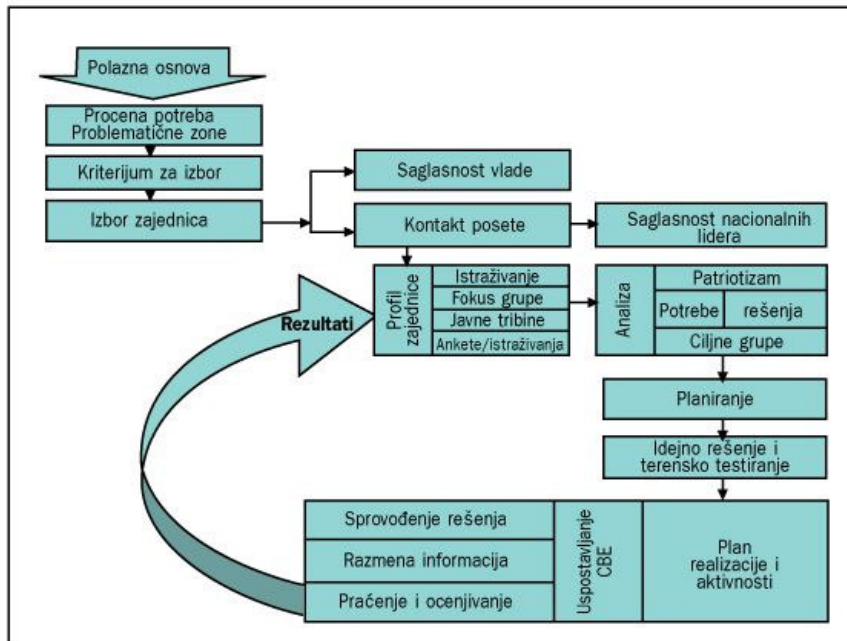 Polazna osnova
Procena potreba
Problematične zone
Kriterijum za izbor
Izbor zajednica
Saglasnost vlade
Kontakt posete
Saglasnost nacionalnih
lidera
Rezultati
Profil
zajednice
Istraživanje
Fokus grupe
Javne tribine
Ankete/istraživanja
Analiza
Patriotizam
Potrebe
rešenja
Ciljne grupe
Planiranje
Idejno rešenje i
terensko testiranje
Sprovođenje rešenja
Razmena informacija
Praćenje i ocenjivanje
Uspostavljanje
CBE
Plan
realizacije i
aktivnosti